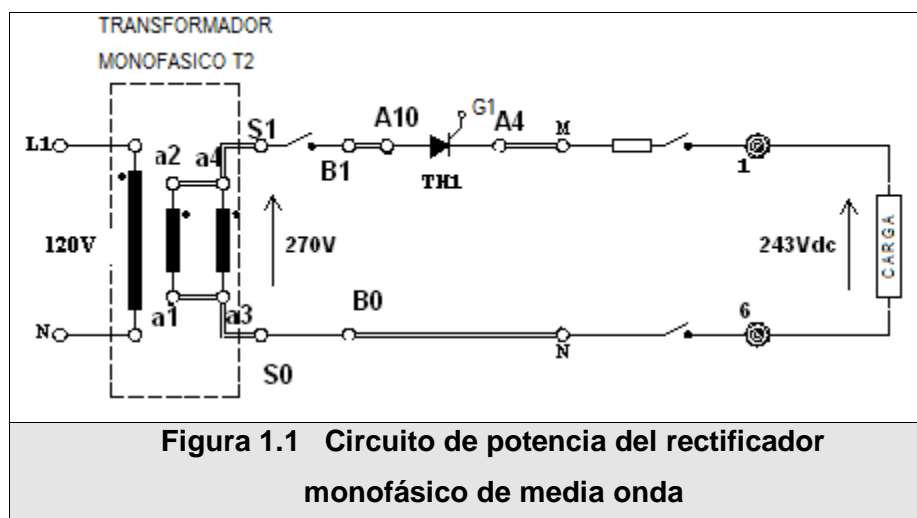 TRANSFORMADOR
MONOFASICO T2
L1
a2
a4
S1
B1
A10
G1
TH1
A4
M
1
120V
270V
243Vdc
CARGA
N
a1
a3
S0
B0
N
6
Figura 1.1 Circuito de potencia del rectificador
monofásico de media onda